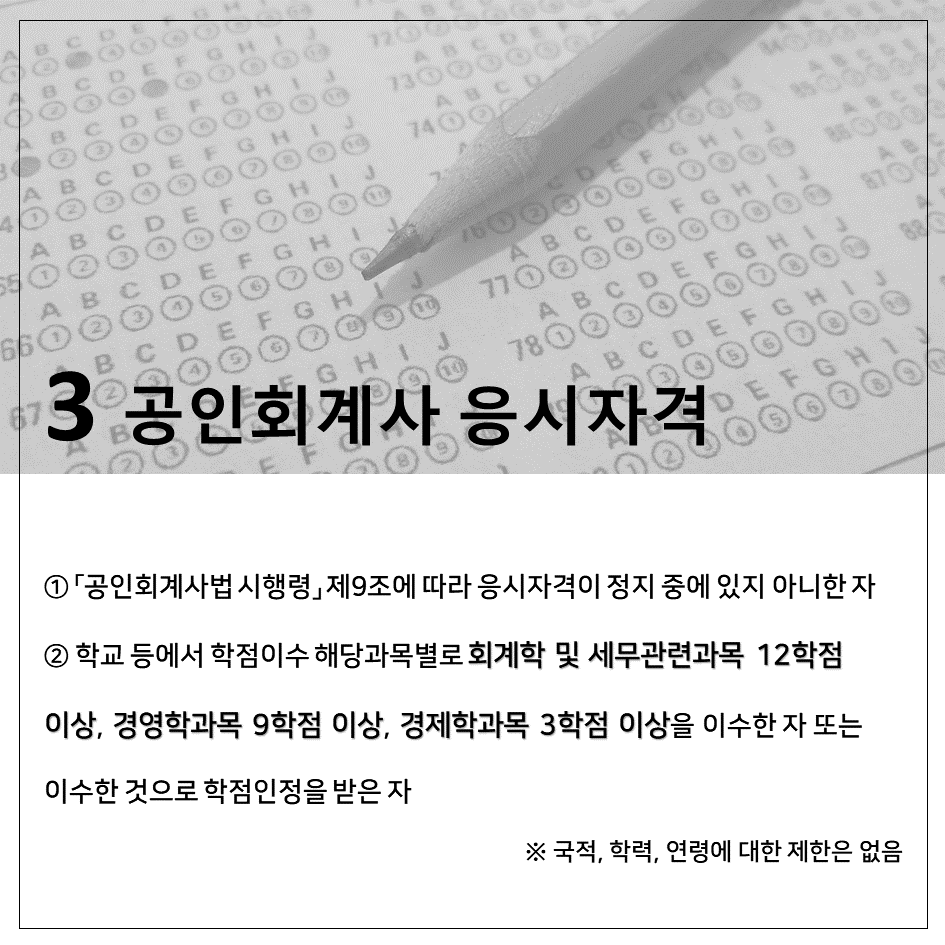 3 공인회계사 응시자격
① 「공인회계사법 시행령」 제9조에 따라 응시자격이 정지 중에 있지 아니한 자
② 학교 등에서 학점이수 해당과목별로 회계학 및 세무관련과목 12학점
이상, 경영학과목 9학점 이상, 경제학과목 3학점 이상을 이수한 자 또는
이수한 것으로 학점인정을 받은 자
※ 국적, 학력, 연령에 대한 제한은 없음